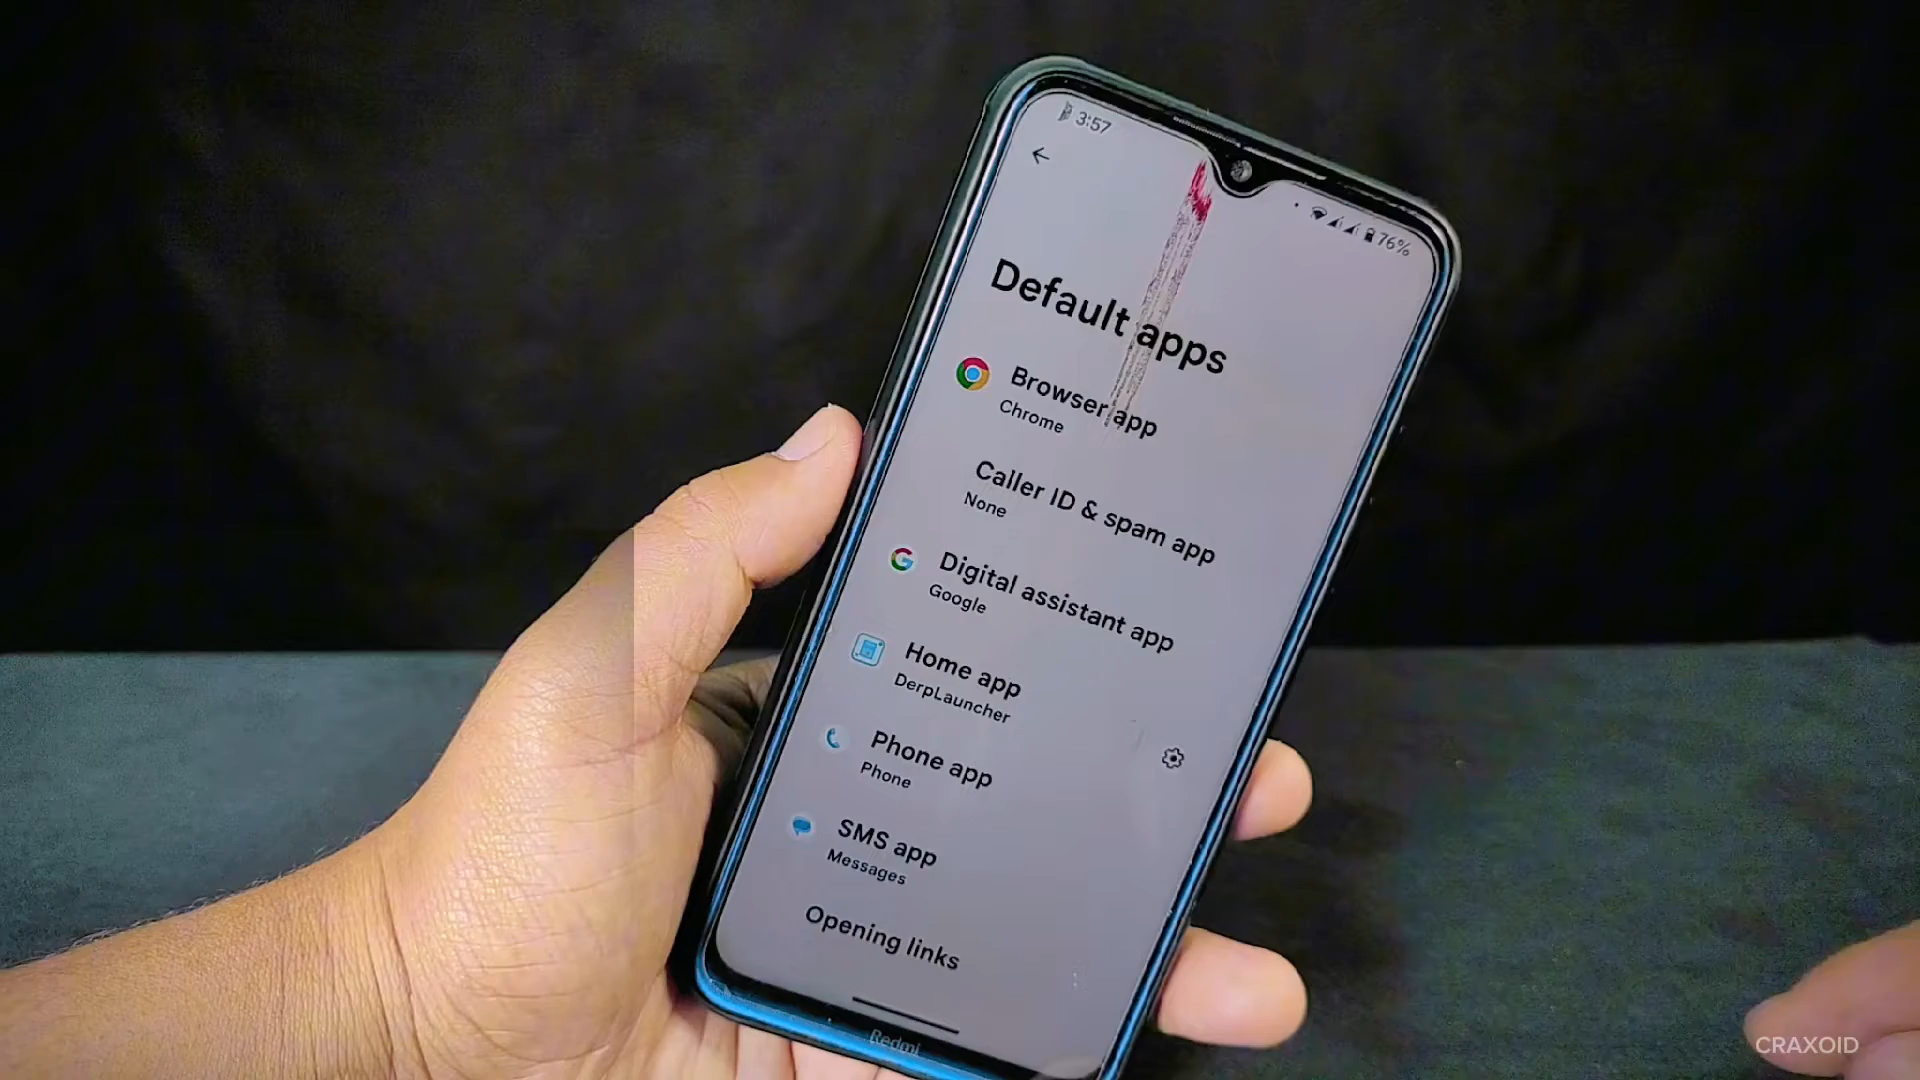 3:57
76%
Default apps
Browser app
Chrome
Caller ID & spam app
None
Digital assistant app
Google
Home app
DerpLauncher
Phone app
Phone
SMS app
Messages
Opening links
Redmi
CRAXOID